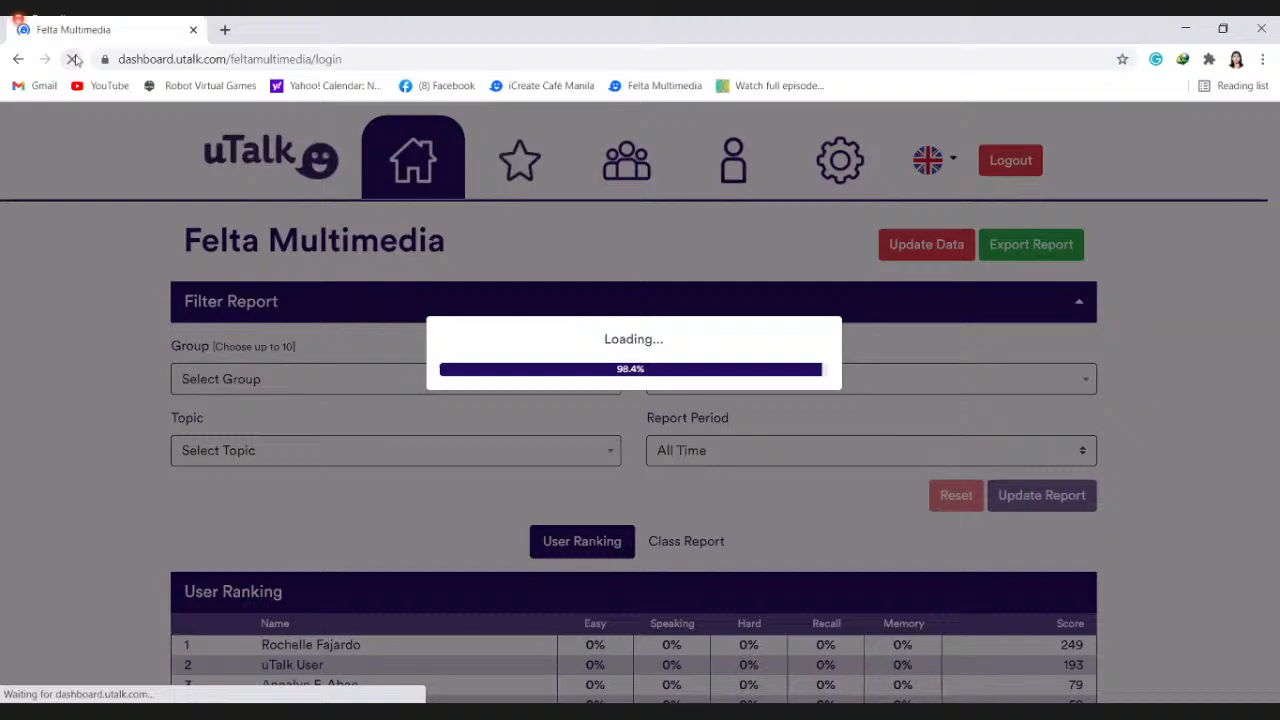 Felta Multimedia
dashboard.utalk.com/feltamultimedia/login
Gmail YouTube Robot Virtual Games Yahoo! Calendar: N... (8) Facebook iCreate Café Manila Felta Multimedia Watch full episode... Reading list
uTalk Logout
Felta Multimedia Update Data Export Report
Filter Report
Group [Choose up to 10]
Select Group
Loading...
98.4%
Topic Report Period
Select Topic All Time
Reset Update Report
User Ranking Class Report
User Ranking
Name Easy Speaking Hard Recall Memory Score
1 Rochelle Fajardo 0% 0% 0% 0% 0% 249
2 uTalk User 0% 0% 0% 0% 0% 193
3 0% 0% 0% 0% 0% 79
Waiting for dashboard.utalk.com...